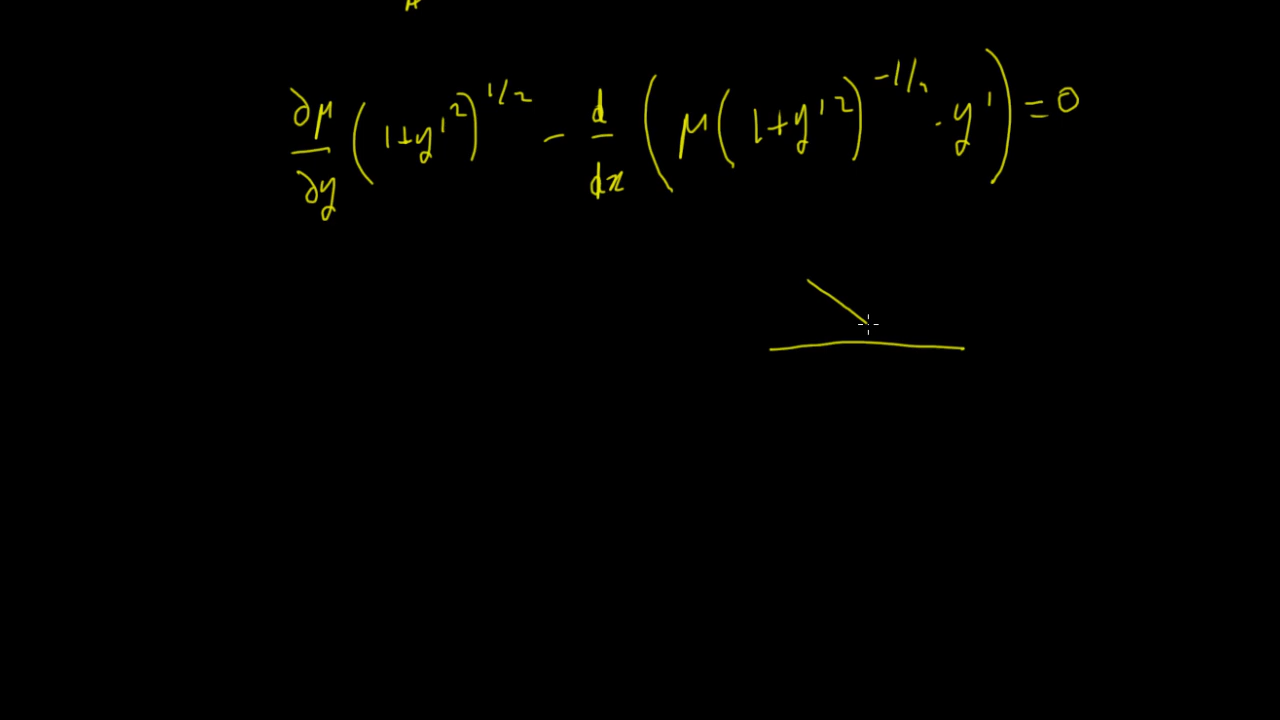 ∂μ/∂y (1+y'²)^{1/2} − d/dx (μ(1+y'²)^{-1/2} · y') = 0